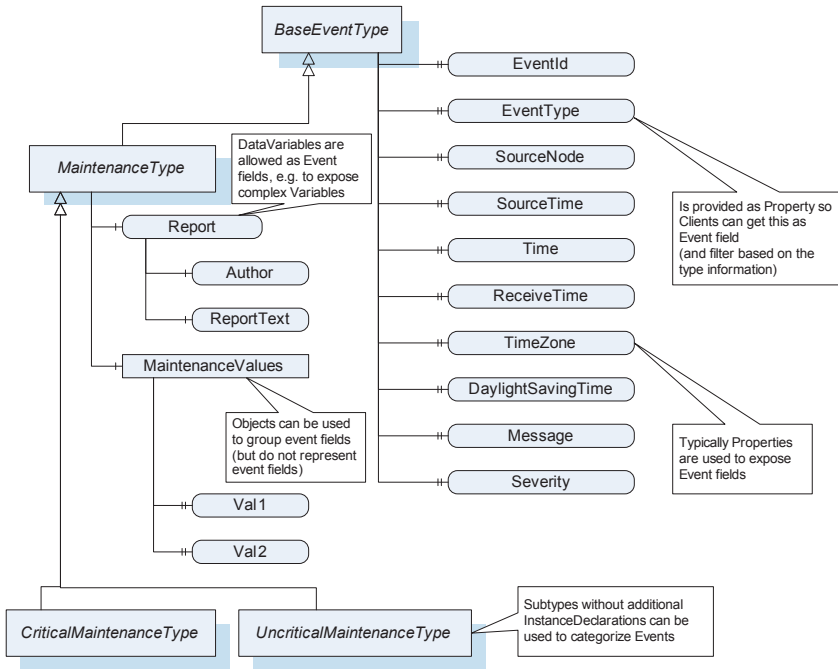 BaseEventType
EventId
EventType
MaintenanceType
DataVariables are
allowed as Event
fields, e.g. to expose
complex Variables
SourceNode
SourceTime
Is provided as Property so
Clients can get this as
Event field
(and filter based on the
type information)
Report
Time
Author
ReceiveTime
ReportText
TimeZone
MaintenanceValues
DaylightSavingTime
Objects can be used
to group event fields
(but do not represent
event fields)
Message
Typically Properties
are used to expose
Event fields
Severity
Val1
Val2
CriticalMaintenanceType
UncriticalMaintenanceType
Subtypes without additional
InstanceDeclarations can be
used to categorize Events